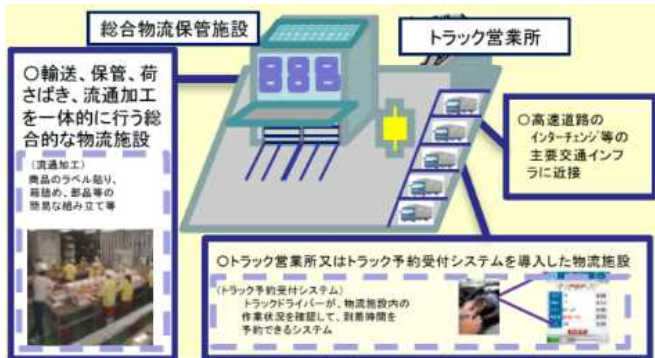 総合物流保管施設
トラック営業所
○輸送、保管、荷
さばき、流通加工
を一体的に行う総
合的な物流施設
(流通加工)
商品のラベル貼り、
箱詰め、部品等の
簡易な組み立て等
○高速道路の
インターチェンジ等の
主要交通インフ
ラに近接
○トラック営業所又はトラック予約受付システムを導入した物流施設
(トラック予約受付システム)
トラックドライバーが、物流施設内の
作業状況を確認して、到着時間を
予約できるシステム